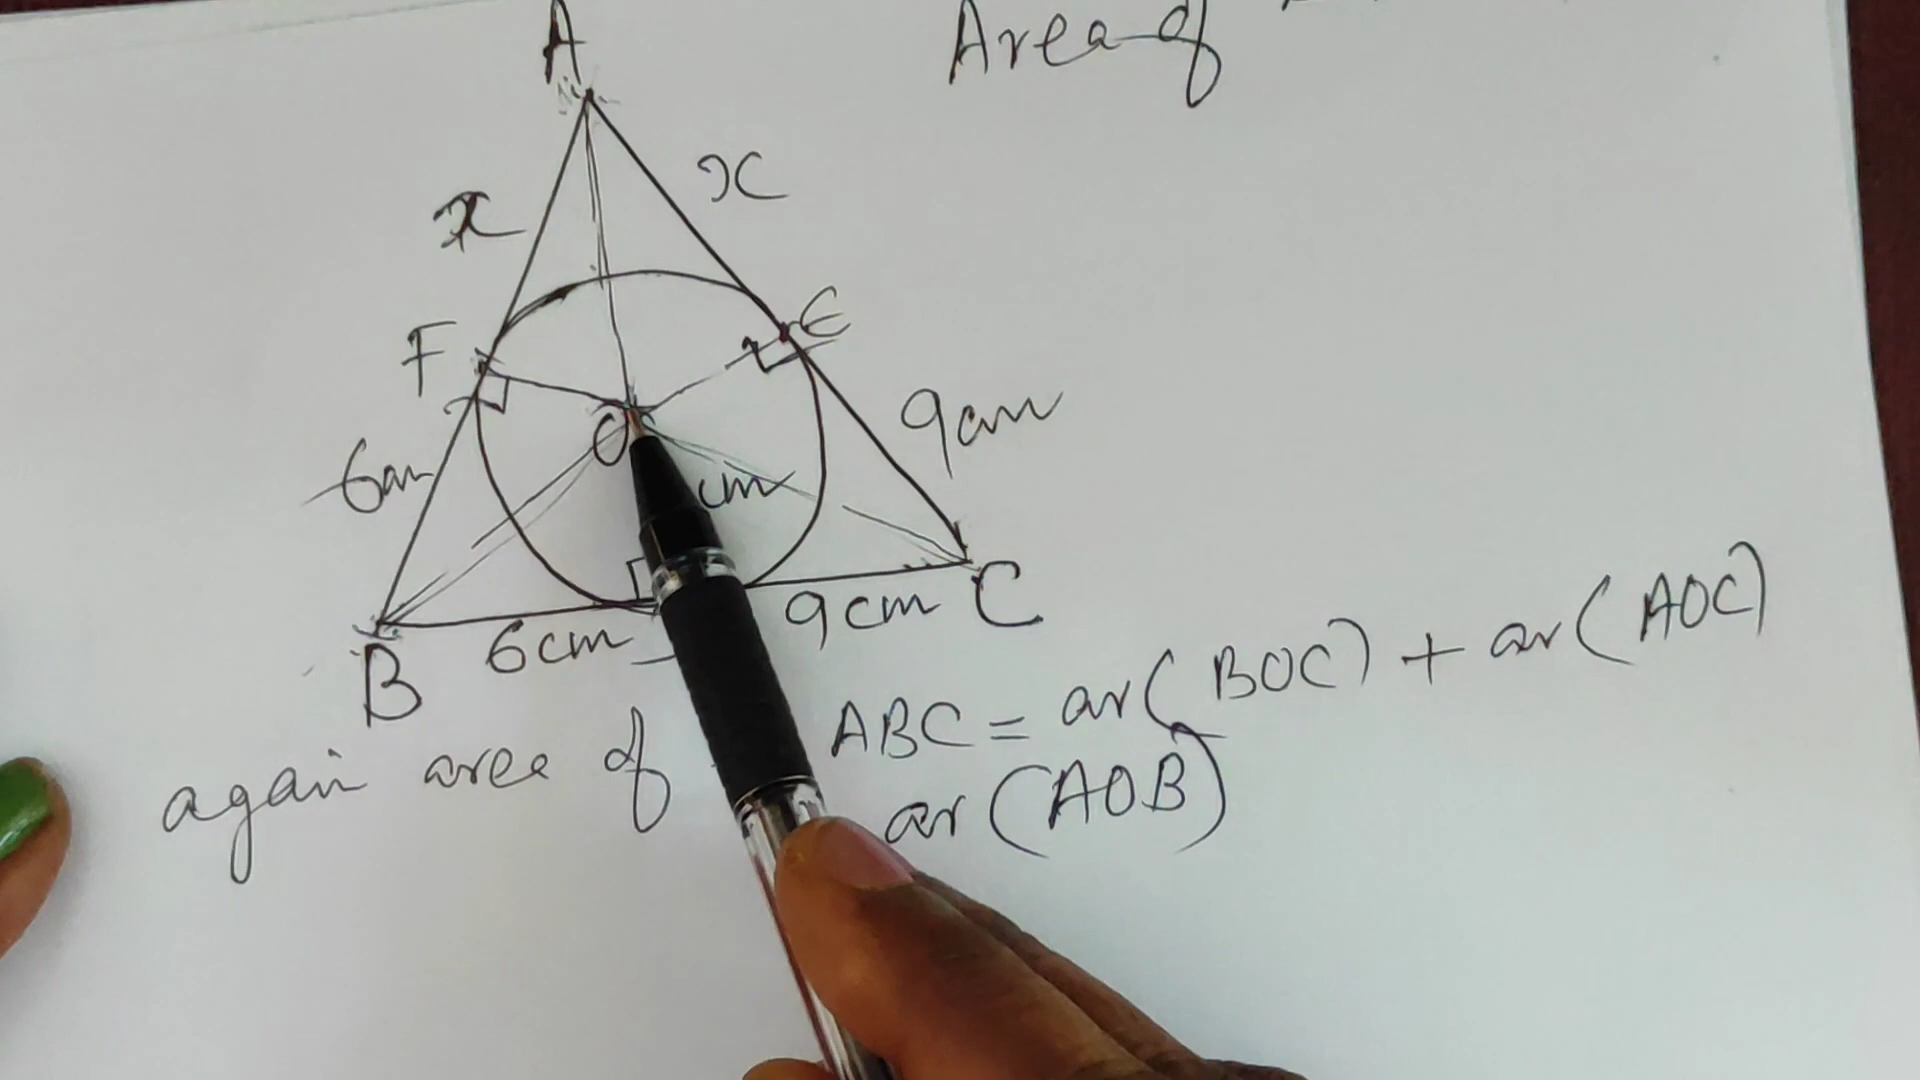 Area of
A
x
x
F
E
O
6cm
9cm
cm
6cm
9cm
C
B
again area of ABC = ar(BOC) + ar(AOC)
ar(AOB)